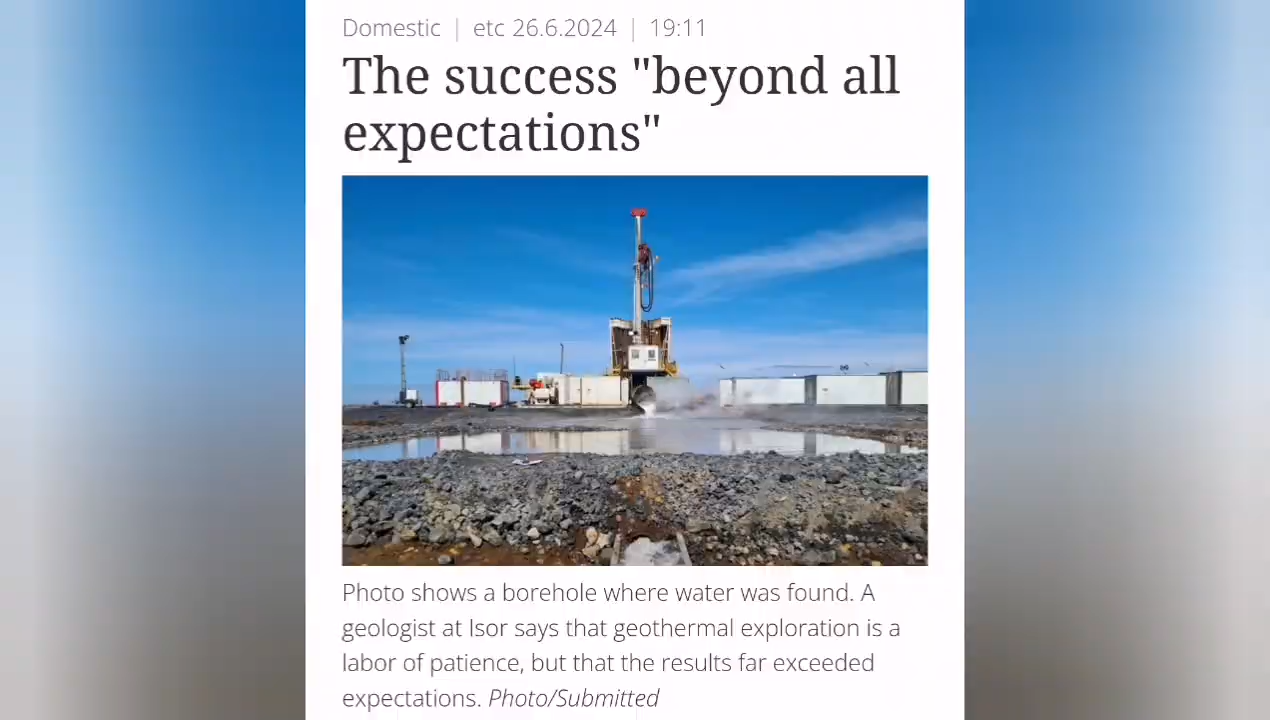 Domestic | etc 26.6.2024 | 19:11
The success "beyond all
expectations"
Photo shows a borehole where water was found. A
geologist at Isor says that geothermal exploration is a
labor of patience, but that the results far exceeded
expectations. Photo/Submitted